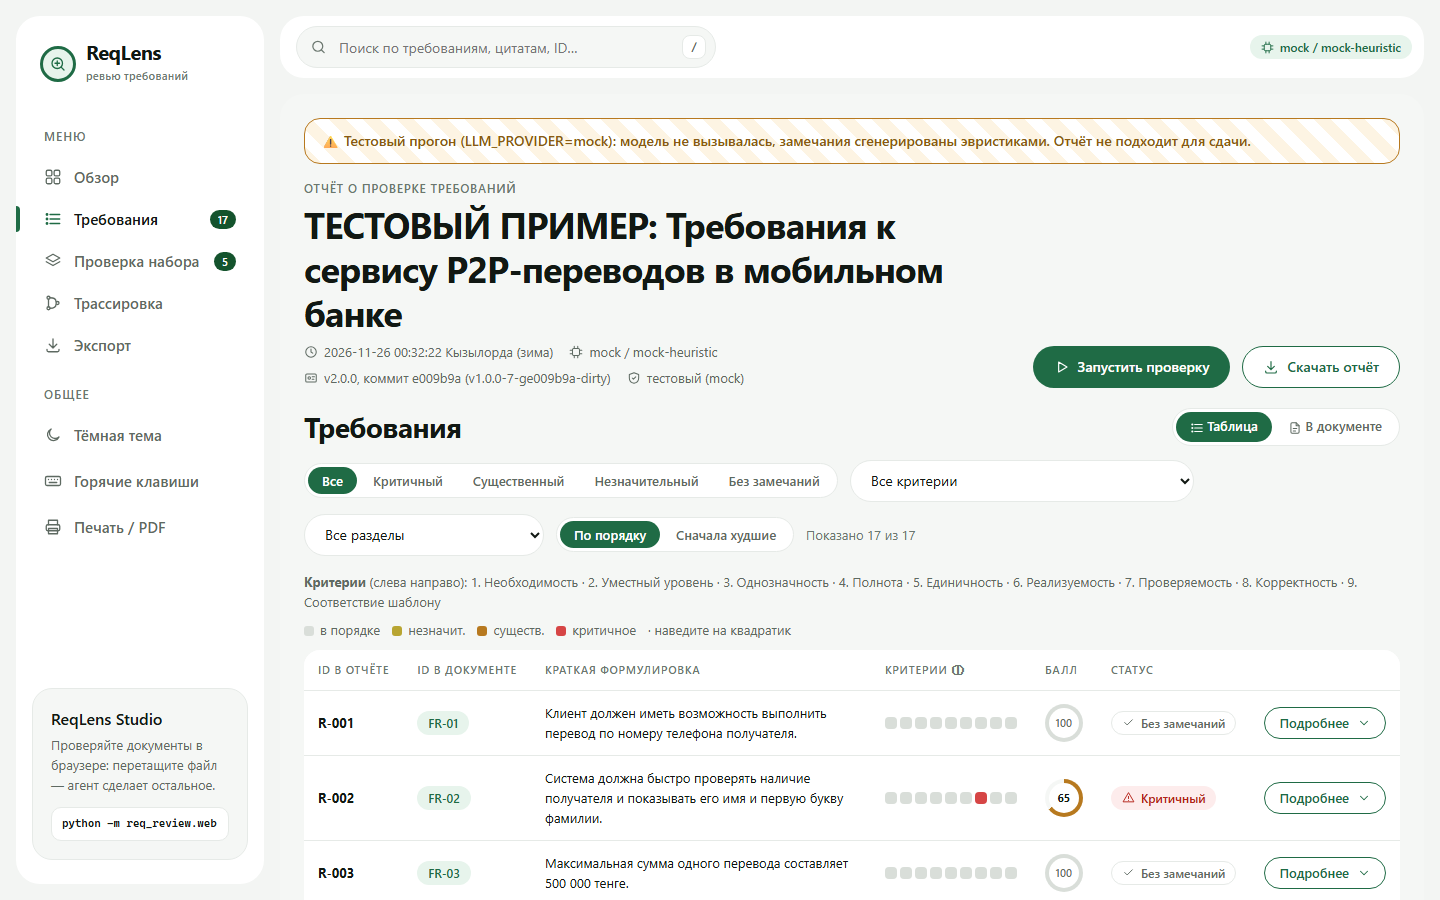 ReqLens
ревью требований
МЕНЮ
Обзор
Требования 17
Проверка набора 5
Трассировка
Экспорт
ОБЩЕЕ
Тёмная тема
Горячие клавиши
Печать / PDF
ReqLens Studio
Проверяйте документы в
браузере: перетащите файл
— агент сделает остальное.
python -m req_review.web
Поиск по требованиям, цитатам, ID... /
mock / mock-heuristic
Тестовый прогон (LLM_PROVIDER=mock): модель не вызывалась, замечания сгенерированы эвристиками. Отчёт не подходит для сдачи.
ОТЧЁТ О ПРОВЕРКЕ ТРЕБОВАНИЙ
ТЕСТОВЫЙ ПРИМЕР: Требования к
сервису P2P-переводов в мобильном
банке
2026-11-26 00:32:22 Кызылорда (зима) mock / mock-heuristic
v2.0.0, коммит e009b9a (v1.0.0-7-ge009b9a-dirty) тестовый (mock)
Запустить проверку
Скачать отчёт
Требования
Таблица В документе
Все Критичный Существенный Незначительный Без замечаний Все критерии
Все разделы По порядку Сначала худшие Показано 17 из 17
Критерии (слева направо): 1. Необходимость · 2. Уместный уровень · 3. Однозначность · 4. Полнота · 5. Единичность · 6. Реализуемость · 7. Проверяемость · 8. Корректность · 9.
Соответствие шаблону
в порядке незначит. существ. критичное · наведите на квадратик
ID В ОТЧЁТЕ ID В ДОКУМЕНТЕ КРАТКАЯ ФОРМУЛИРОВКА КРИТЕРИИ БАЛЛ СТАТУС
R-001 FR-01 Клиент должен иметь возможность выполнить
перевод по номеру телефона получателя. 100 Без замечаний Подробнее
R-002 FR-02 Система должна быстро проверять наличие
получателя и показывать его имя и первую букву
фамилии. 65 Критичный Подробнее
R-003 FR-03 Максимальная сумма одного перевода составляет
500 000 тенге. 100 Без замечаний Подробнее